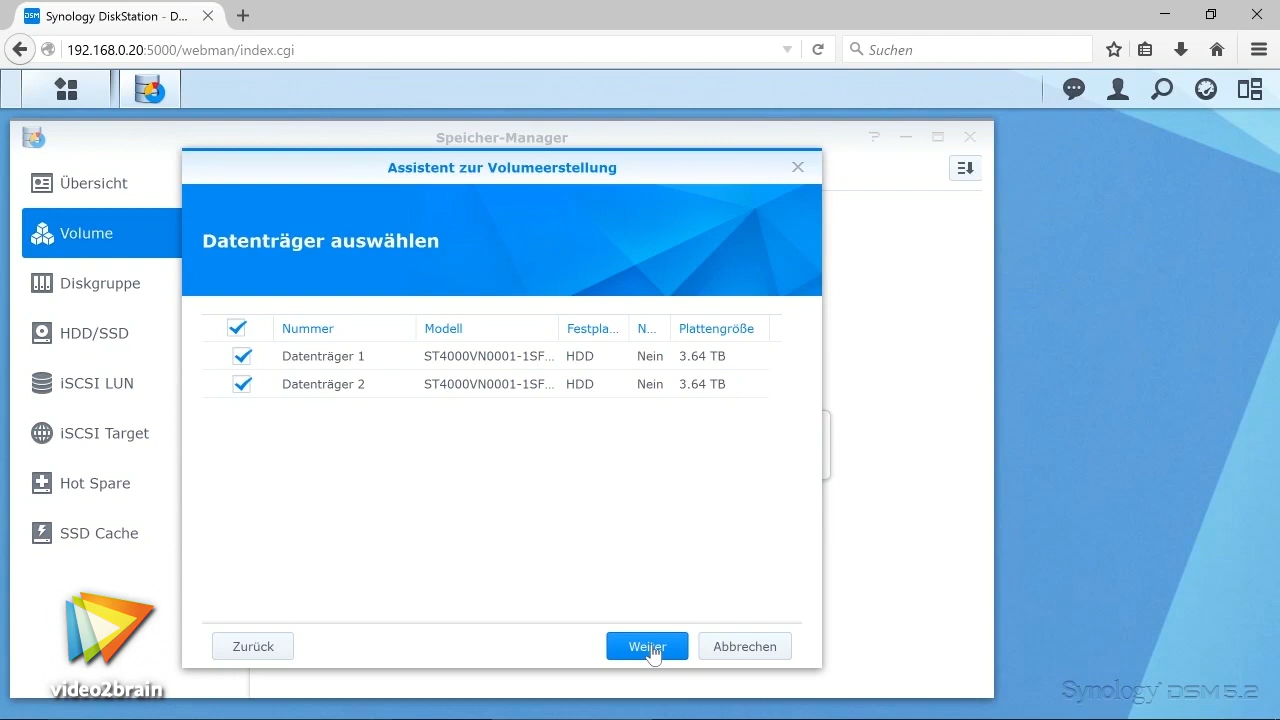 Synology DiskStation - D...
192.168.0.20:5000/webman/index.cgi
Suchen
Speicher-Manager
Assistent zur Volumeerstellung
Datenträger auswählen
Übersicht
Volume
Diskgruppe
HDD/SSD
iSCSI LUN
iSCSI Target
Hot Spare
SSD Cache
Nummer Modell Festpla... N... Plattengröße
Datenträger 1 ST4000VN0001-1SF... HDD Nein 3.64 TB
Datenträger 2 ST4000VN0001-1SF... HDD Nein 3.64 TB
Zurück Weiter Abbrechen
video2brain
Synology DSM 5.2